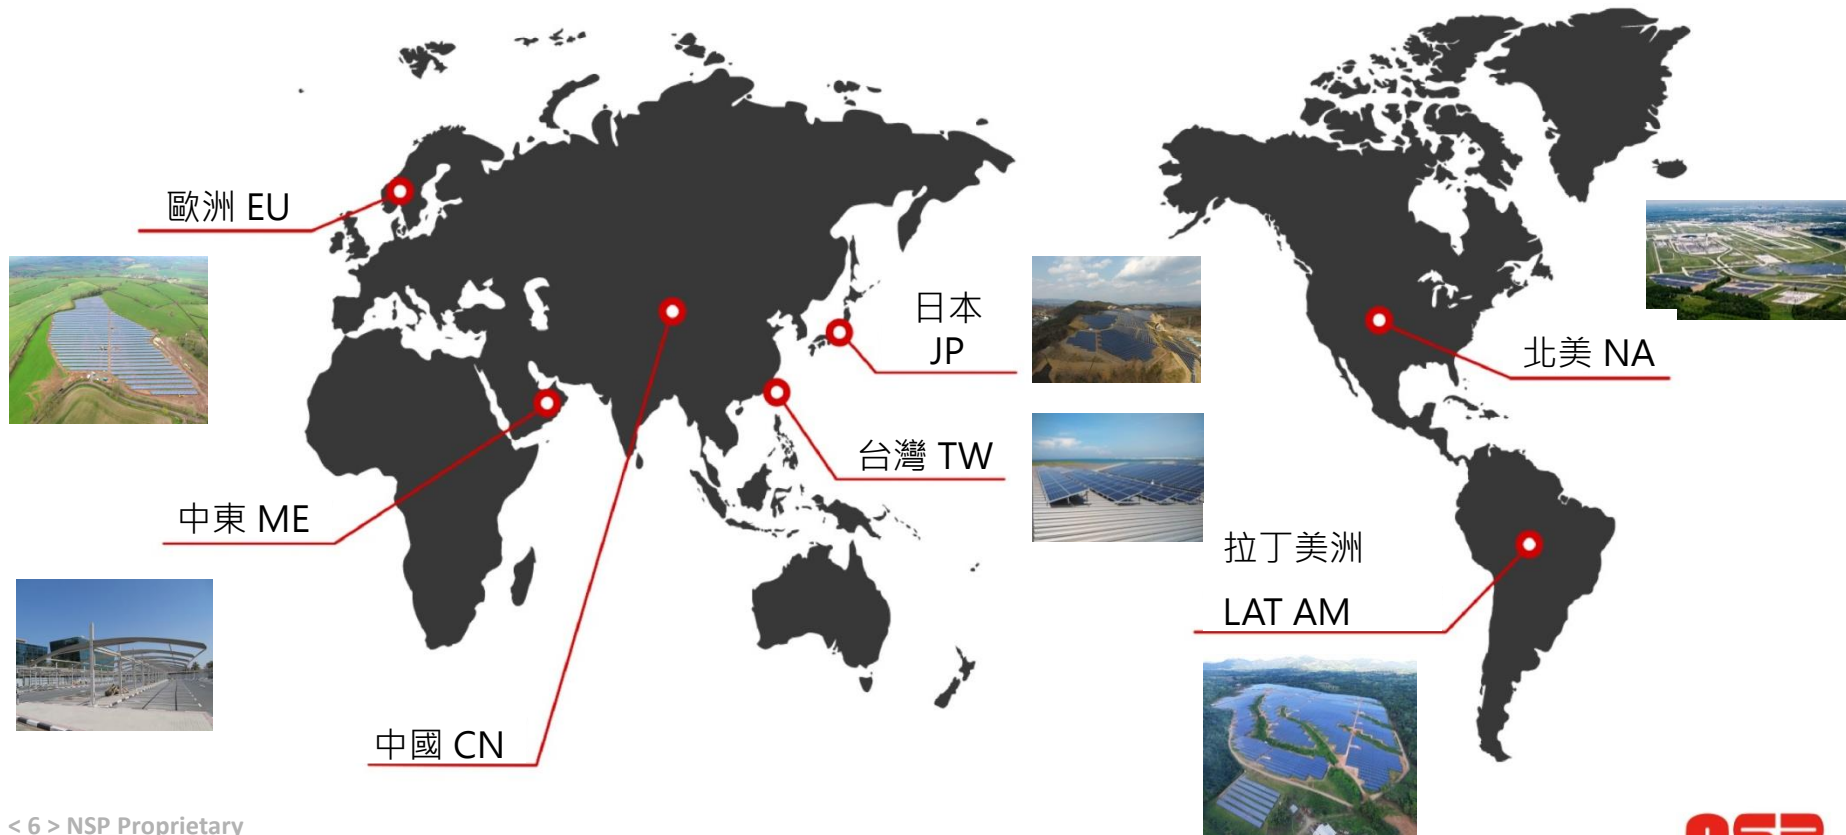 歐洲 EU
日本
JP
北美 NA
台灣 TW
中東 ME
拉丁美洲
LAT AM
中國 CN
< 6 > NSP Proprietary
NSP